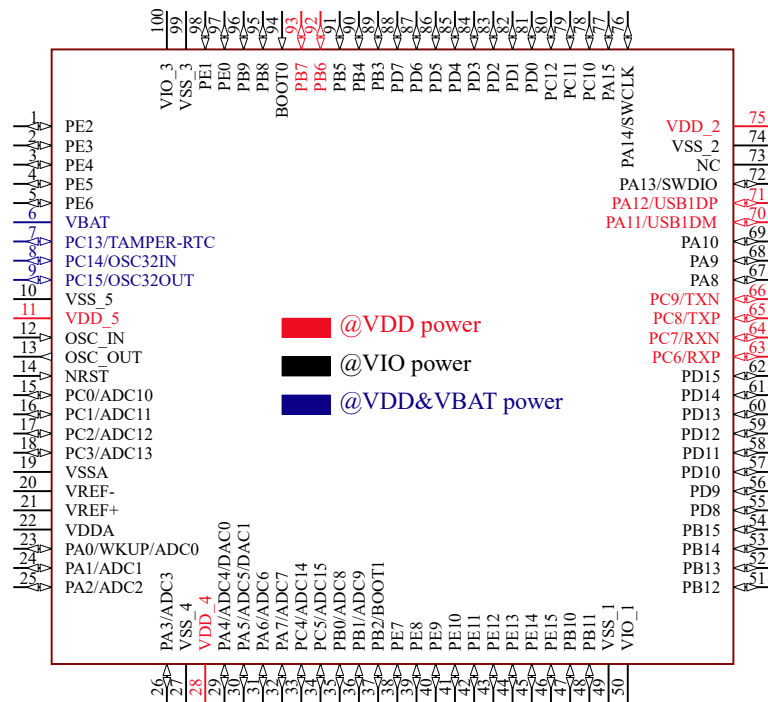 100 99 98 97 96 95 94 93 92 91 90 89 88 87 86 85 84 83 82 81 80 79 78 77 76
VIO_3
VSS_3
PE1
PE0
PB9
PB8
BOOT0
PB7
PB6
PB5
PB4
PB3
PD7
PD6
PD5
PD4
PD3
PD2
PD1
PD0
PC12
PC11
PC10
PA15
PA14/SWCLK
1 PE2
2 PE3
3 PE4
4 PE5
5 PE6
6 VBAT
7 PC13/TAMPER-RTC
8 PC14/OSC32IN
9 PC15/OSC32OUT
10 VSS_5
11 VDD_5
12 OSC_IN
13 OSC_OUT
14 NRST
15 PC0/ADC10
16 PC1/ADC11
17 PC2/ADC12
18 PC3/ADC13
19 VSSA
20 VREF-
21 VREF+
22 VDDA
23 PA0/WKUP/ADC0
24 PA1/ADC1
25 PA2/ADC2
@VDD power
@VIO power
@VDD&VBAT power
VDD_2 75
VSS_2 74
NC 73
PA13/SWDIO 72
PA12/USB1DP 71
PA11/USB1DM 70
PA10 69
PA9 68
PA8 67
PC9/TXN 66
PC8/TXP 65
PC7/RXN 64
PC6/RXP 63
PD15 62
PD14 61
PD13 60
PD12 59
PD11 58
PD10 57
PD9 56
PD8 55
PB15 54
PB14 53
PB13 52
PB12 51
PA3/ADC3
VSS_4
VDD_4
PA4/ADC4/DAC0
PA5/ADC5/DAC1
PA6/ADC6
PA7/ADC7
PC4/ADC14
PC5/ADC15
PB0/ADC8
PB1/ADC9
PB2/BOOT1
PE7
PE8
PE9
PE10
PE11
PE12
PE13
PE14
PE15
PB10
PB11
VSS_1
VIO_1
26 27 28 29 30 31 32 33 34 35 36 37 38 39 40 41 42 43 44 45 46 47 48 49 50